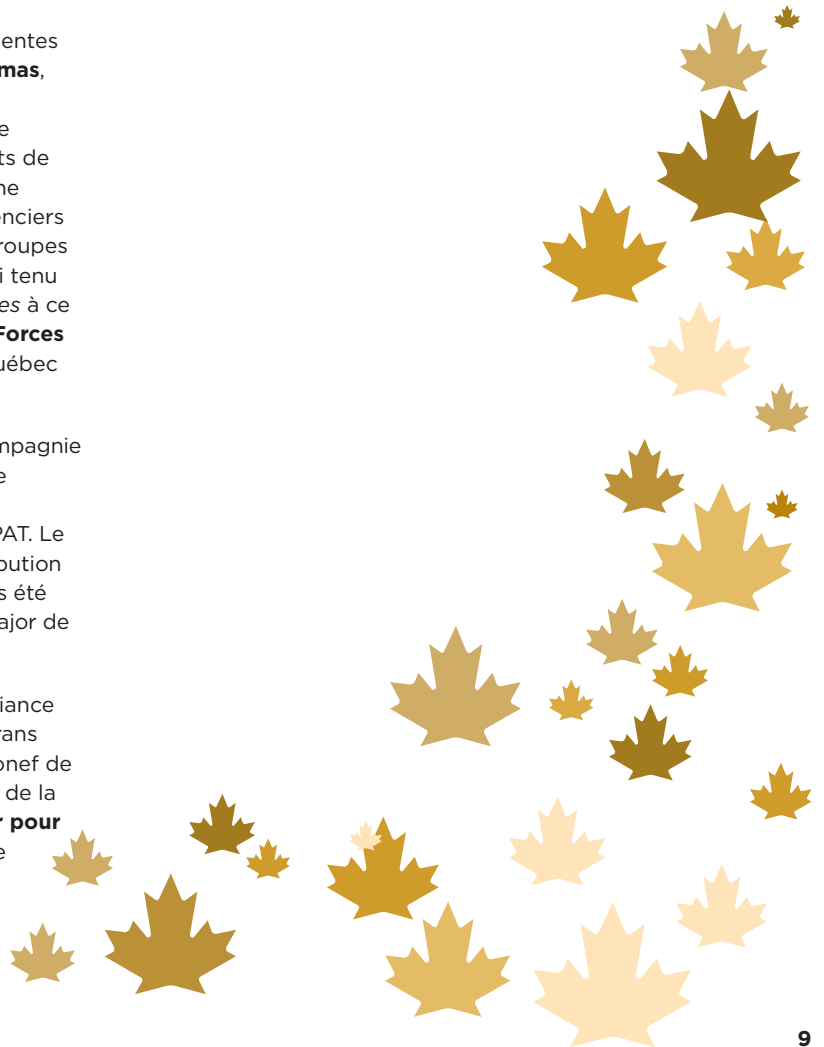 entes
mas,
e
ts de
ne
enciers
roupes
i tenu
es à ce
Forces
uébec
mpagnie
e
PAT. Le
bution
s été
ajor de
iance
rans
onef de
de la
r pour
e
9